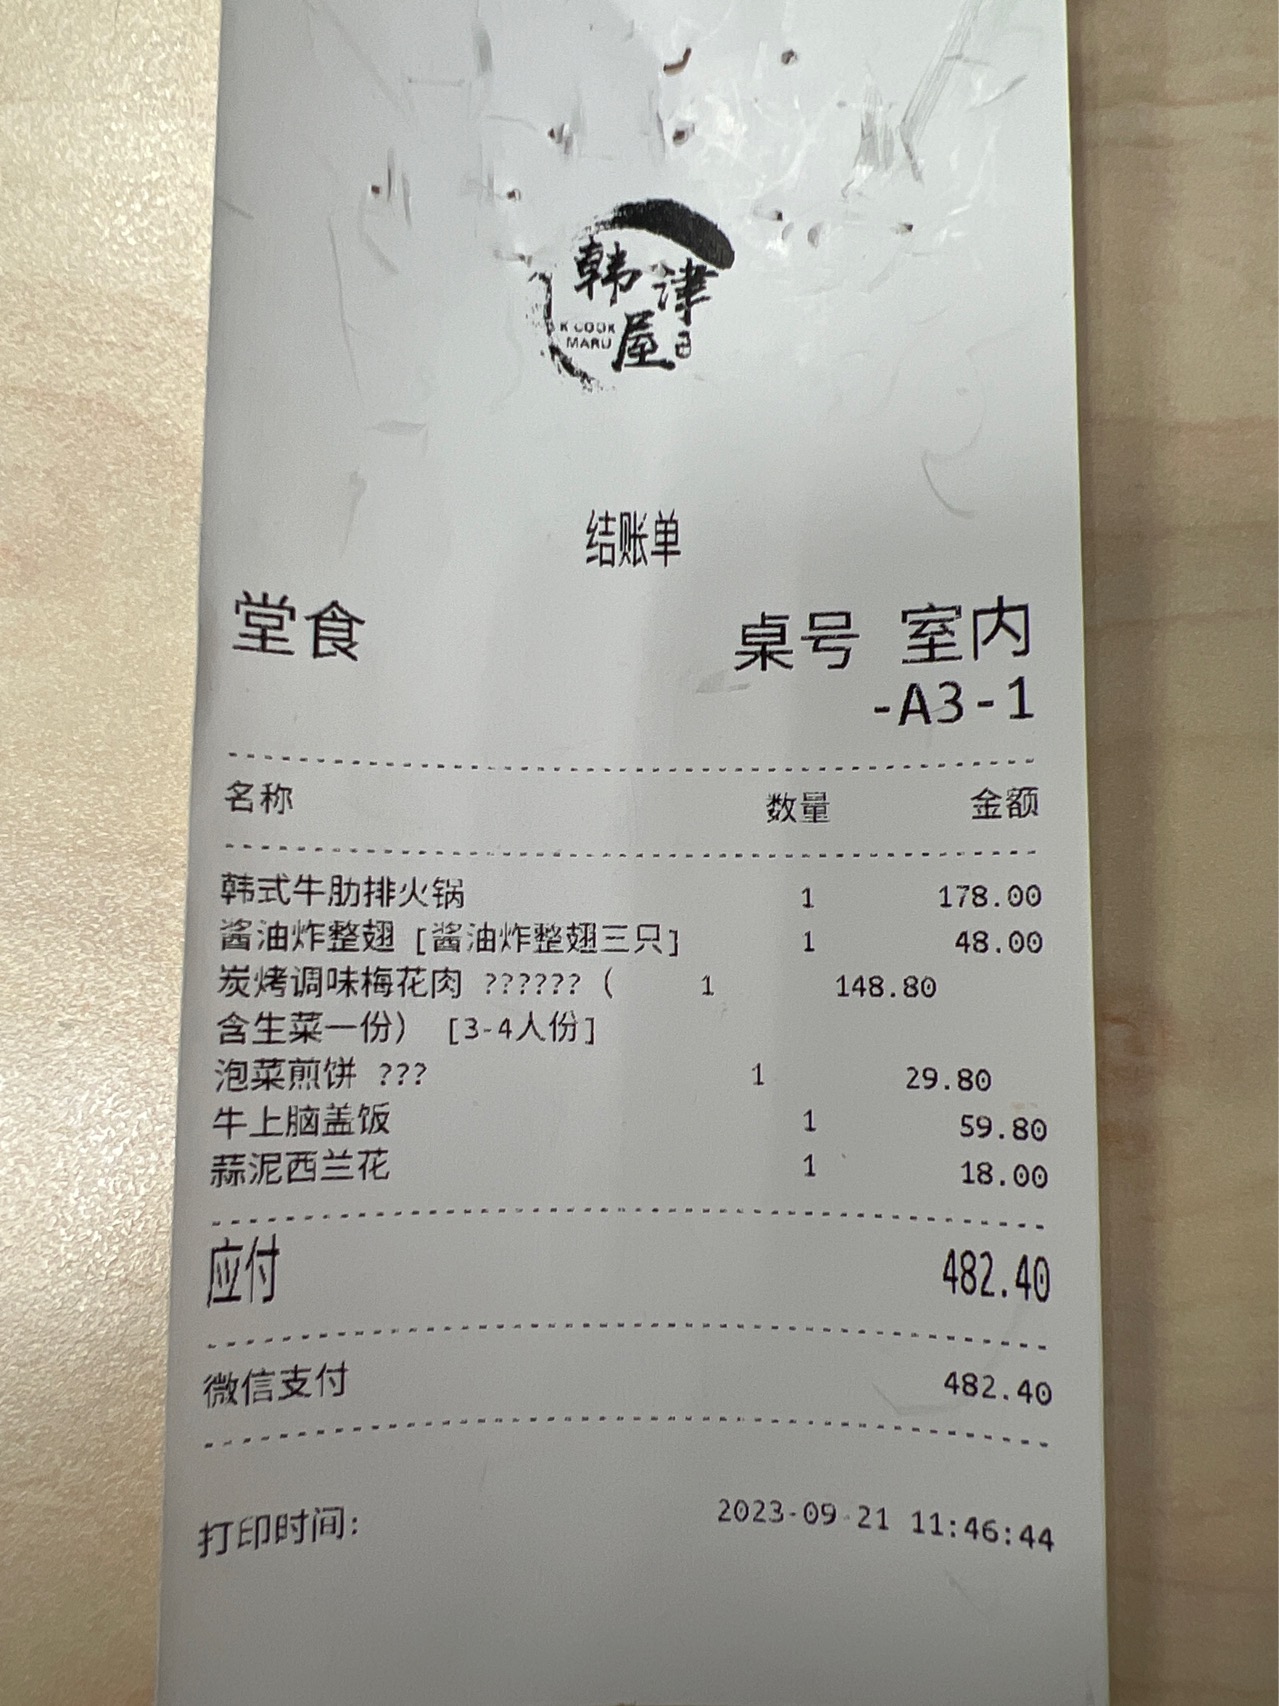 韩津
屋
K COOK
MARU
结账单
堂食 桌号 室内
-A3-1
名称 数量 金额
韩式牛肋排火锅 1 178.00
酱油炸整翅 [酱油炸整翅三只] 1 48.00
炭烤调味梅花肉 ??????（ 1 148.80
含生菜一份） [3-4人份]
泡菜煎饼 ??? 1 29.80
牛上脑盖饭 1 59.80
蒜泥西兰花 1 18.00
应付 482.40
微信支付 482.40
打印时间: 2023-09-21 11:46:44